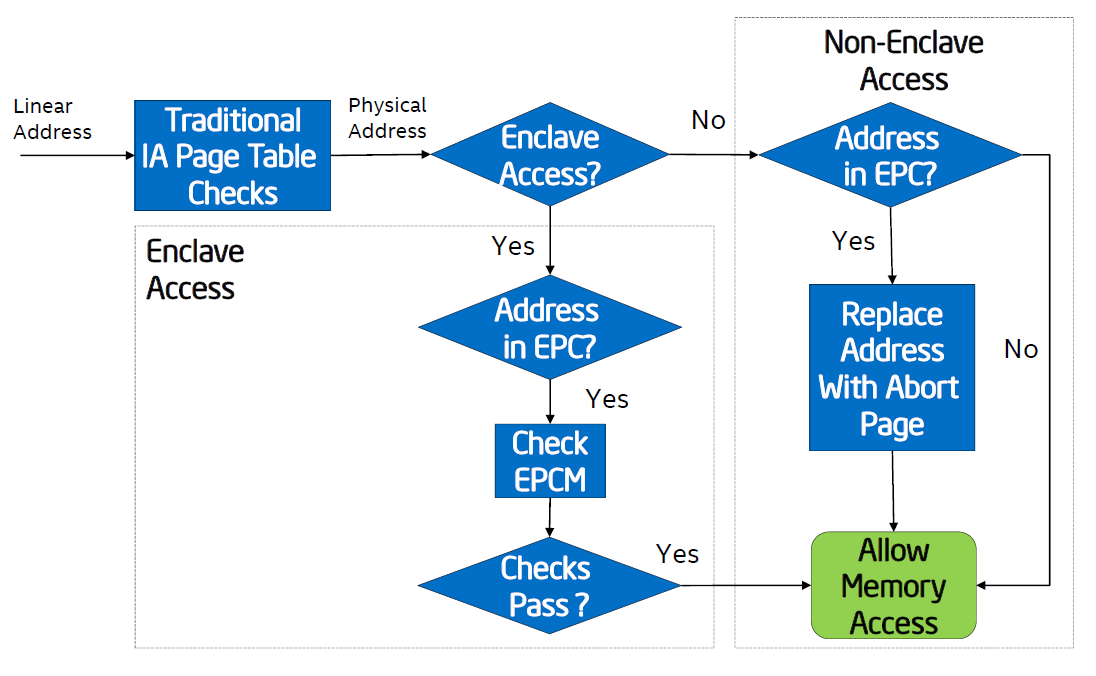 Linear
Address
Traditional
IA Page Table
Checks
Physical
Address
Enclave
Access?
No
Non-Enclave
Access
Address
in EPC?
Yes
Replace
Address
With Abort
Page
No
Enclave
Access
Yes
Address
in EPC?
Yes
Check
EPCM
Checks
Pass ?
Yes
Allow
Memory
Access